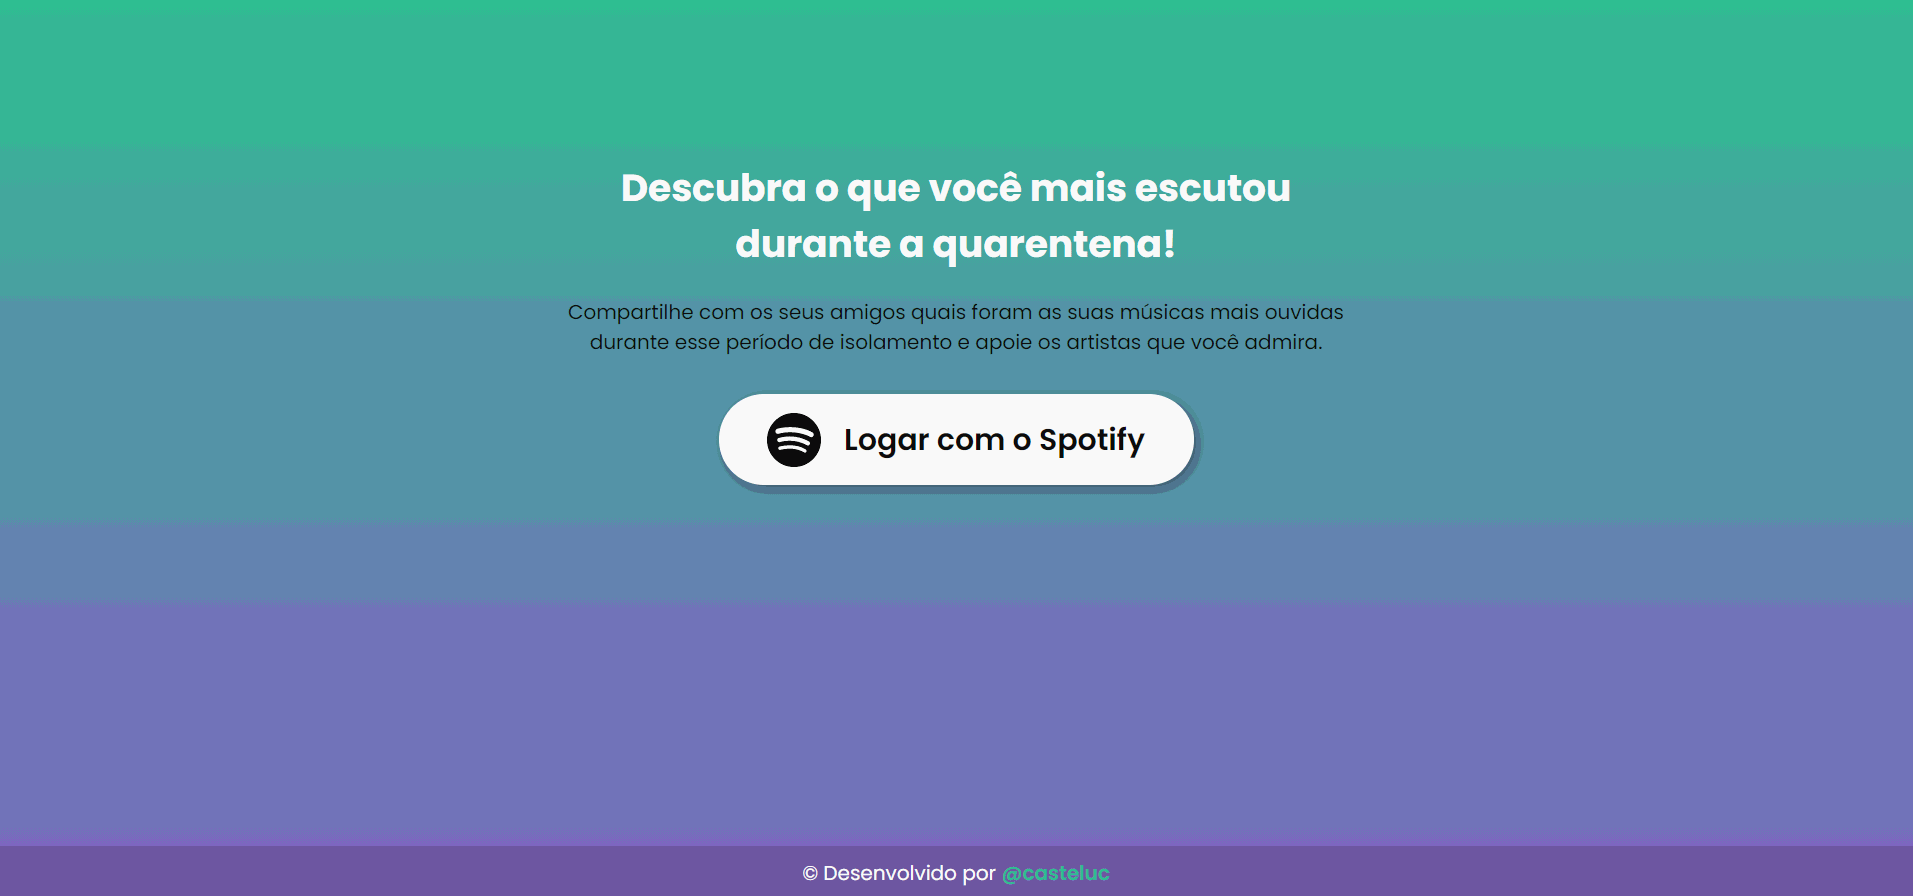 Descubra o que você mais escutou
durante a quarentena!
Compartilhe com os seus amigos quais foram as suas músicas mais ouvidas
durante esse período de isolamento e apoie os artistas que você admira.
Logar com o Spotify
© Desenvolvido por @casteluc